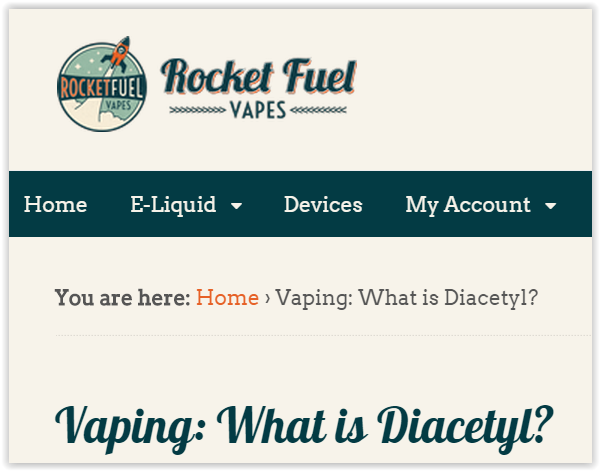 ROCKETFUEL
VAPES
Rocket Fuel
VAPES
Home E-Liquid Devices My Account
You are here: Home › Vaping: What is Diacetyl?
Vaping: What is Diacetyl?